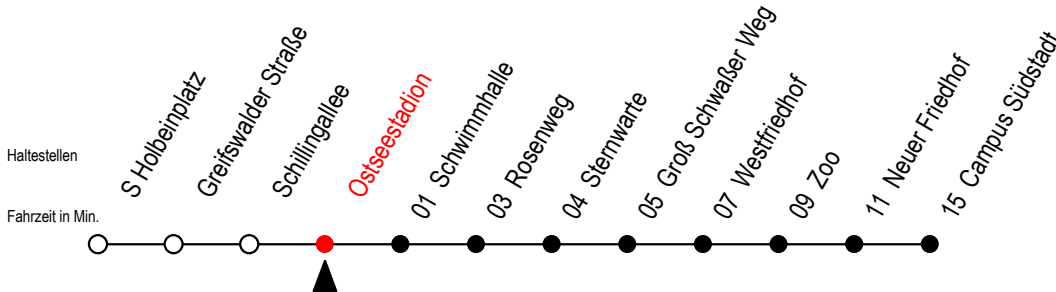 Haltestellen
Fahrzeit in Min.
S Holbeinplatz
Greifswalder Straße
Schillingallee
Ostseestadion
01 Schwimmhalle
03 Rosenweg
04 Sternwarte
05 Groß Schwaßer Weg
07 Westfriedhof
09 Zoo
11 Neuer Friedhof
15 Campus Südstadt